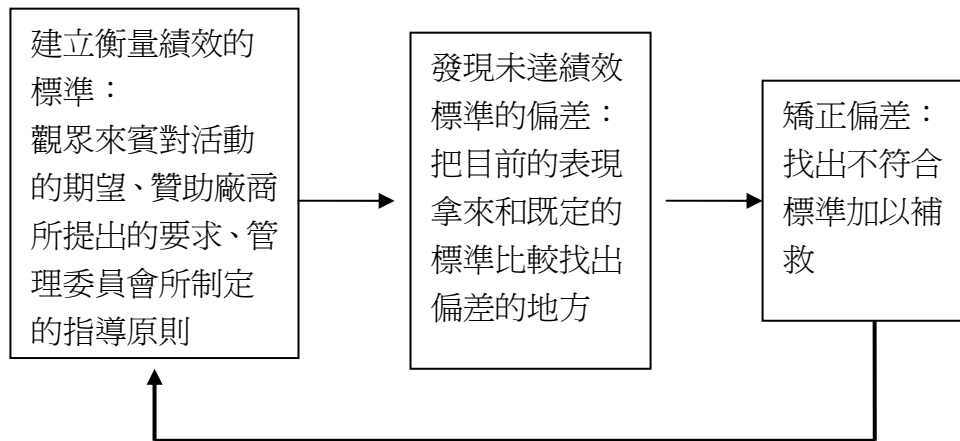 建立衡量績效的
標準：
觀眾來賓對活動
的期望、贊助廠商
所提出的要求、管
理委員會所制定
的指導原則
發現未達績效
標準的偏差：
把目前的表現
拿來和既定的
標準比較找出
偏差的地方
矯正偏差：
找出不符合
標準加以補
救